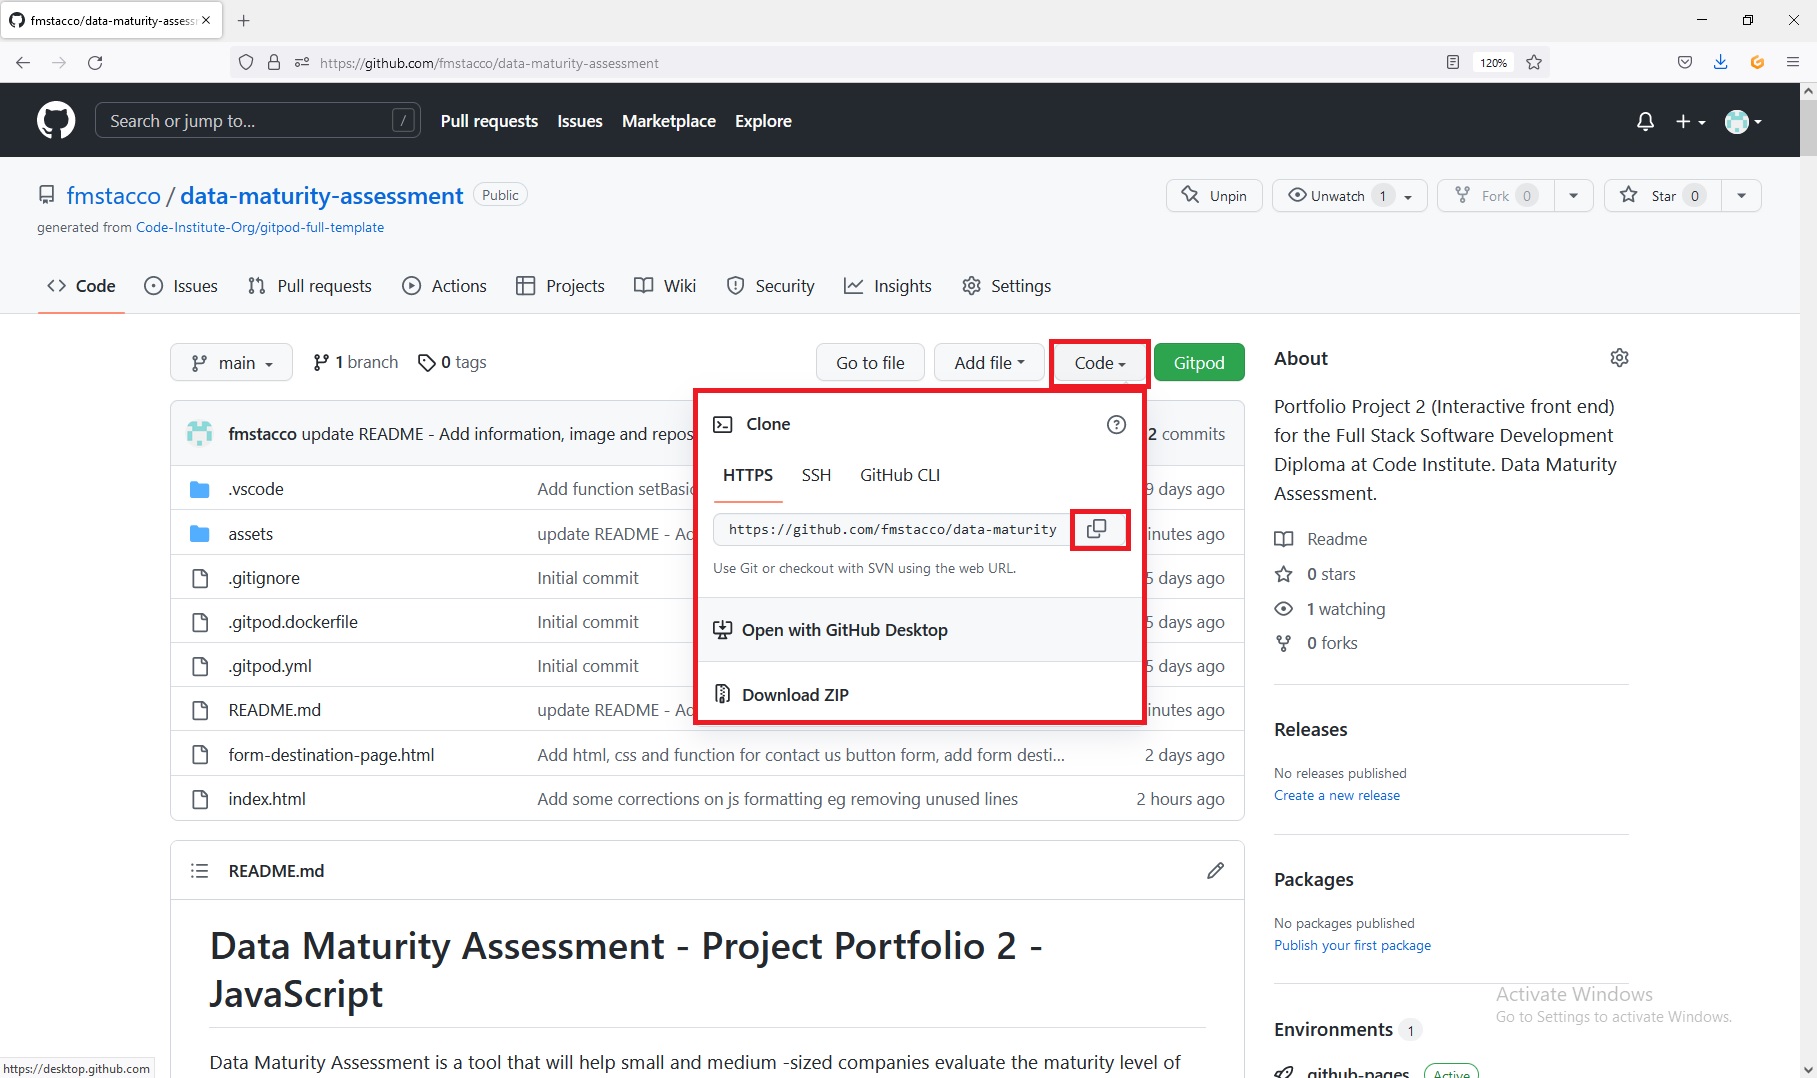 fmstacco/data-maturity-assess
https://github.com/fmstacco/data-maturity-assessment
120%
Search or jump to...
/
Pull requests
Issues
Marketplace
Explore
fmstacco / data-maturity-assessment
Public
Unpin
Unwatch 1
Fork 0
Star 0
generated from Code-Institute-Org/gitpod-full-template
Code
Issues
Pull requests
Actions
Projects
Wiki
Security
Insights
Settings
main
1 branch
0 tags
Go to file
Add file
Code
Gitpod
fmstacco update README - Add information, image and repos
2 commits
.vscode
Add function setBasic
9 days ago
assets
update README - Ad
inutes ago
.gitignore
Initial commit
5 days ago
.gitpod.dockerfile
Initial commit
5 days ago
.gitpod.yml
Initial commit
5 days ago
README.md
update README - Ad
inutes ago
form-destination-page.html
Add html, css and function for contact us button form, add form desti...
2 days ago
index.html
Add some corrections on js formatting eg removing unused lines
2 hours ago
Clone
HTTPS
SSH
GitHub CLI
https://github.com/fmstacco/data-maturity
Use Git or checkout with SVN using the web URL.
Open with GitHub Desktop
Download ZIP
README.md
Data Maturity Assessment - Project Portfolio 2 -
JavaScript
Data Maturity Assessment is a tool that will help small and medium -sized companies evaluate the maturity level of
About
Portfolio Project 2 (Interactive front end)
for the Full Stack Software Development
Diploma at Code Institute. Data Maturity
Assessment.
Readme
0 stars
1 watching
0 forks
Releases
No releases published
Create a new release
Packages
No packages published
Publish your first package
Environments 1
github-pages
Active
Activate Windows
Go to Settings to activate Windows.
https://desktop.github.com